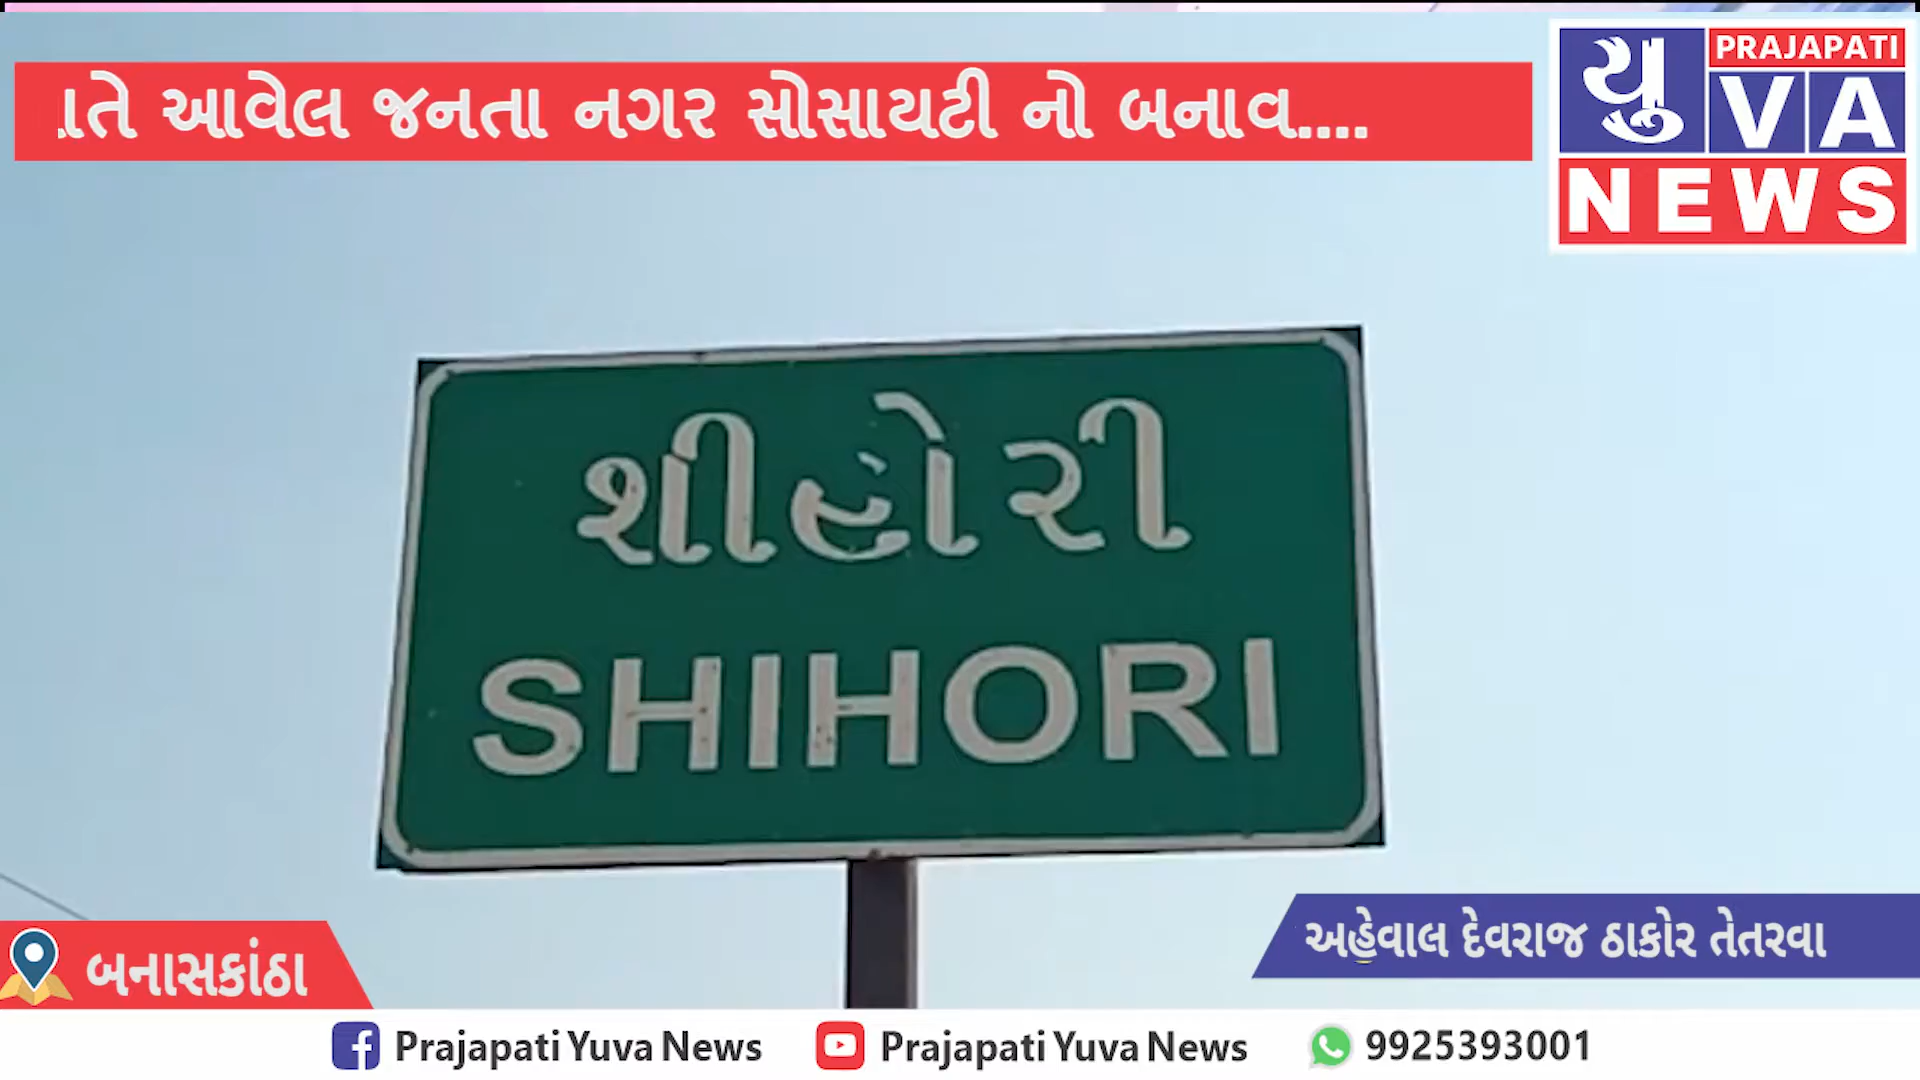 આવેલ જનતા નગર સોસાયટી નો બનાવ....
યુ
PRAJAPATI
VA
NEWS
શીહોરી
SHIHORI
અહેવાલ દેવરાજ ઠાકોર તેતરવા
બનાસકાંઠા
Prajapati Yuva News
Prajapati Yuva News
9925393001